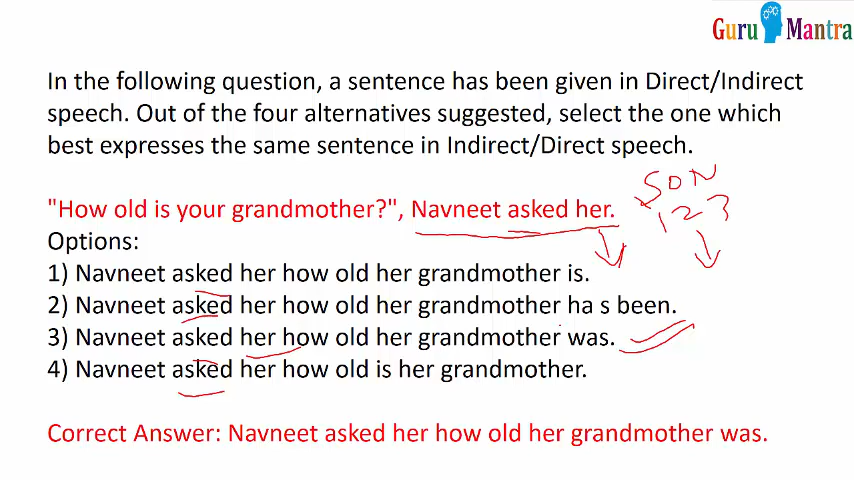 Guru Mantra
In the following question, a sentence has been given in Direct/Indirect
speech. Out of the four alternatives suggested, select the one which
best expresses the same sentence in Indirect/Direct speech.
SON
"How old is your grandmother?", Navneet asked her.
1 2 3
Options:
1) Navneet asked her how old her grandmother is.
2) Navneet asked her how old her grandmother ha s been.
3) Navneet asked her how old her grandmother was.
4) Navneet asked her how old is her grandmother.
Correct Answer: Navneet asked her how old her grandmother was.